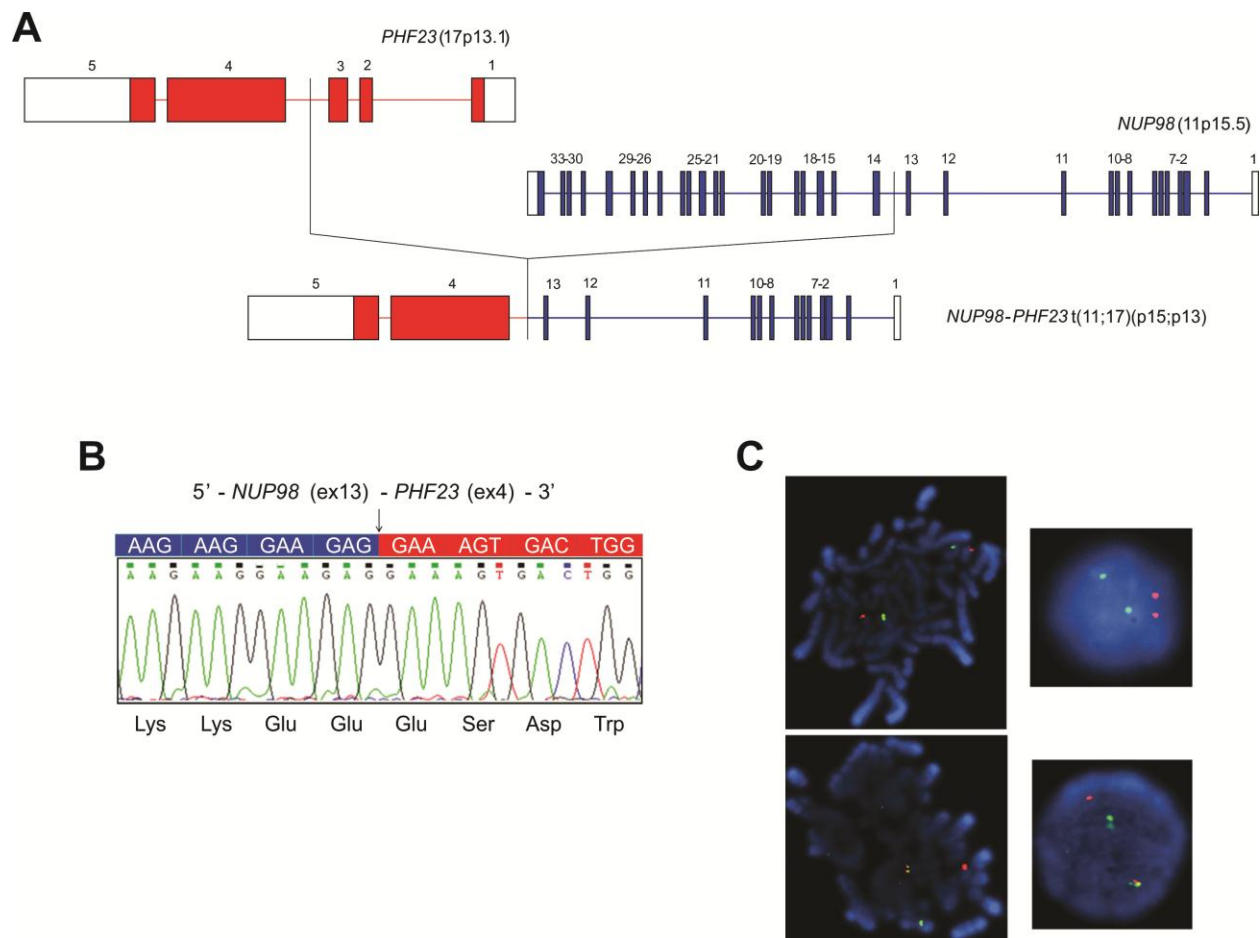 A
PHF23 (17p13.1)
5 4 3 2 1
NUP98 (11p15.5)
33-30 29-26 25-21 20-19 18-15 14 13 12 11 10-8 7-2 1
5 4 13 12 11 10-8 7-2 1
NUP98-PHF23 t(11;17)(p15;p13)
B
5' - NUP98 (ex13) - PHF23 (ex4) - 3'
AAG AAG GAA GAG GAA AGT GAC TGG
A A G A A G G A A G A G G A A A G T G A C T G G
Lys Lys Glu Glu Glu Ser Asp Trp
C